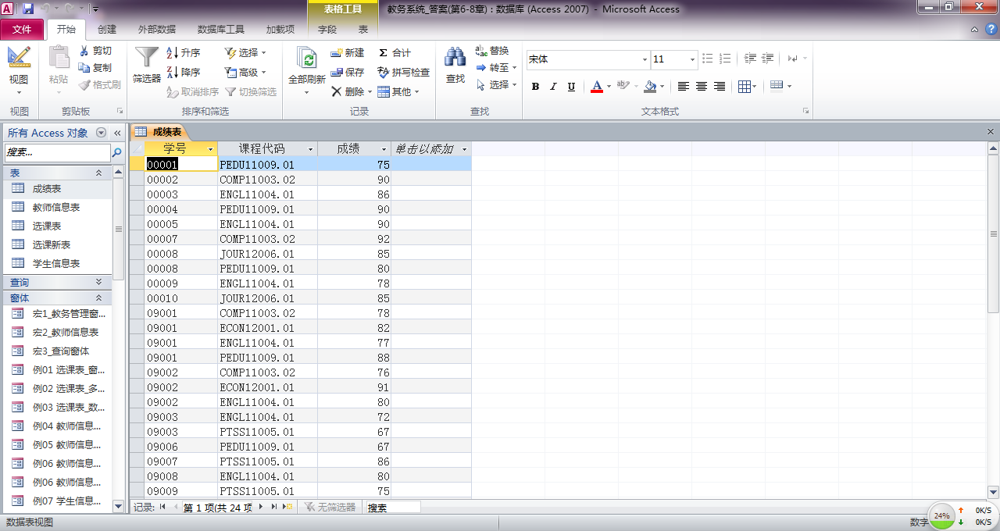 教务系统_答案(第6-8章) : 数据库 (Access 2007) - Microsoft Access
表格工具
文件 开始 创建 外部数据 数据库工具 加载项 字段 表
视图
粘贴
剪切
复制
格式刷
筛选器
升序
降序
取消排序
选择
高级
切换筛选
全部刷新
新建
保存
删除
合计
拼写检查
其他
查找
替换
转至
选择
宋体 11
B I U A
视图 剪贴板 排序和筛选 记录 查找 文本格式
所有 Access 对象
搜索...
表
成绩表
教师信息表
选课表
选课新表
学生信息表
查询
窗体
宏1_教务管理窗...
宏2_教师信息表
宏3_查询窗体
例01 选课表_窗...
例02 选课表_多...
例03 选课表_数...
例04 教师信息...
例05 教师信息...
例06 教师信息...
例06 教师信息...
例07 学生信息...
成绩表
学号 课程代码 成绩 单击以添加
00001 PEDU11009.01 75
00002 COMP11003.02 90
00003 ENGL11004.01 86
00004 PEDU11009.01 90
00005 ENGL11004.01 90
00007 COMP11003.02 92
00008 JOUR12006.01 85
00008 PEDU11009.01 80
00009 ENGL11004.01 78
00010 JOUR12006.01 85
09001 COMP11003.02 78
09001 ECON12001.01 82
09001 ENGL11004.01 77
09001 PEDU11009.01 88
09002 COMP11003.02 76
09002 ECON12001.01 91
09002 ENGL11004.01 80
09003 ENGL11004.01 72
09003 PTSS11005.01 67
09006 PEDU11009.01 67
09007 PTSS11005.01 86
09008 ENGL11004.01 80
09009 PTSS11005.01 75
记录: 第 1 项(共 24 项 无筛选器 搜索
数据表视图
数字
24%
0K/S
0K/S